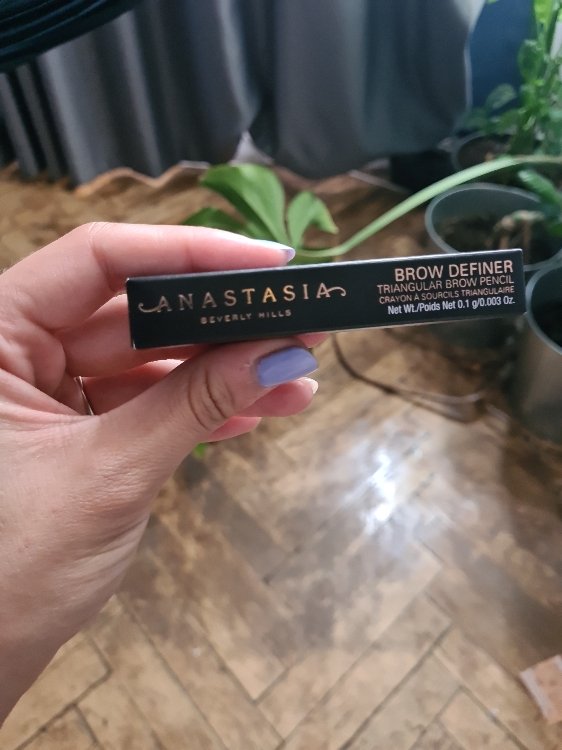 ANASTASIA
BEVERLY HILLS
BROW DEFINER
TRIANGULAR BROW PENCIL
CRAYON À SOURCILS TRIANGULAIRE
Net Wt./Poids Net 0.1 g/0.003 Oz.